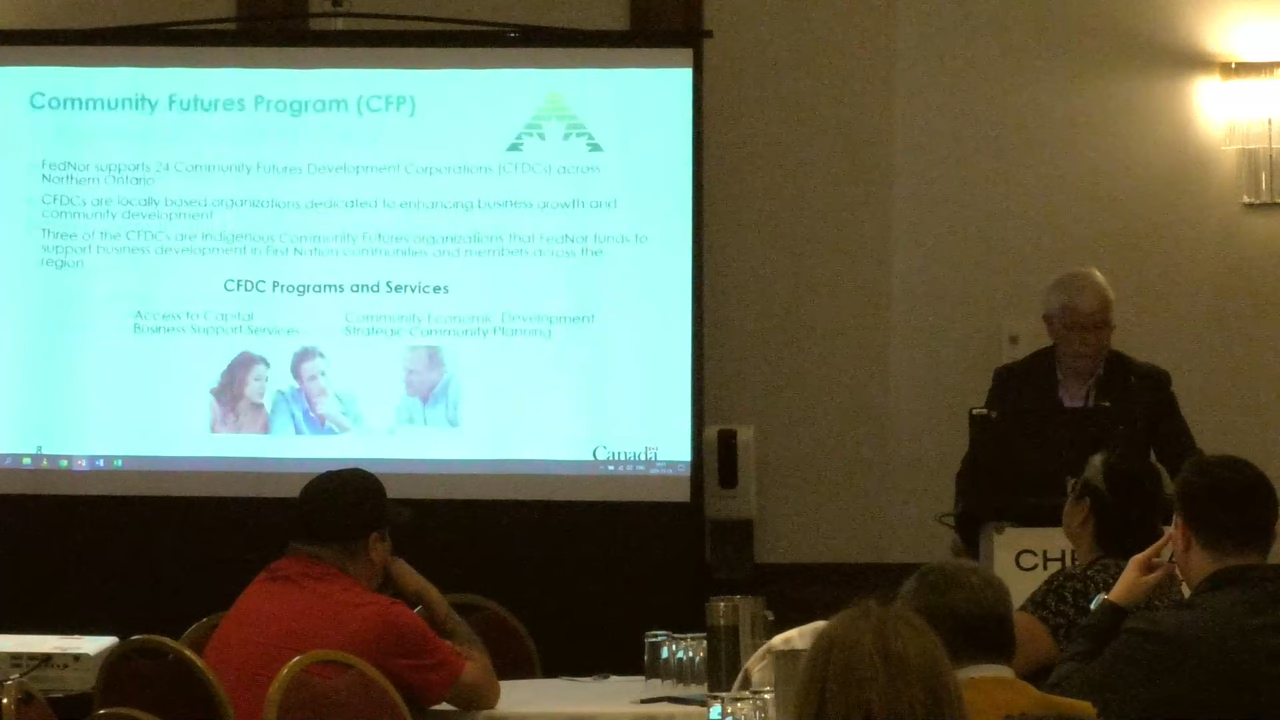 Community Futures Program (CFP)
FedNor supports 24 Community Futures Development Corporations (CFDCs) across
Northern Ontario
CFDCs are locally based organizations dedicated to enhancing business growth and
community development
Three of the CFDCs are Indigenous Community Futures organizations that FedNor funds to
support business development in First Nation communities and members across the
region
CFDC Programs and Services
Access to Capital
Business Support Services
Community Economic Development
Strategic Community Planning
8
Canada
CH